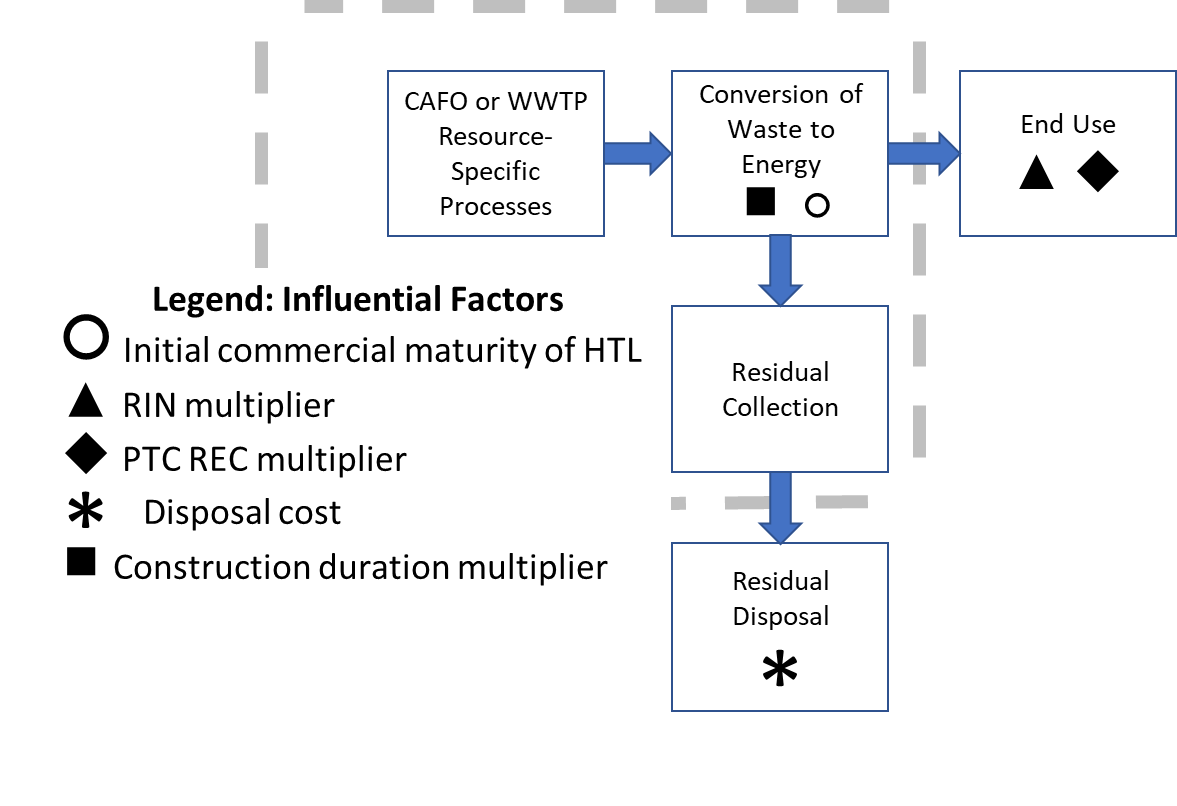 CAFO or WWTP
Resource-
Specific
Processes
Conversion of
Waste to
Energy
End Use
Legend: Influential Factors
Initial commercial maturity of HTL
RIN multiplier
PTC REC multiplier
Disposal cost
Construction duration multiplier
Residual
Collection
Residual
Disposal